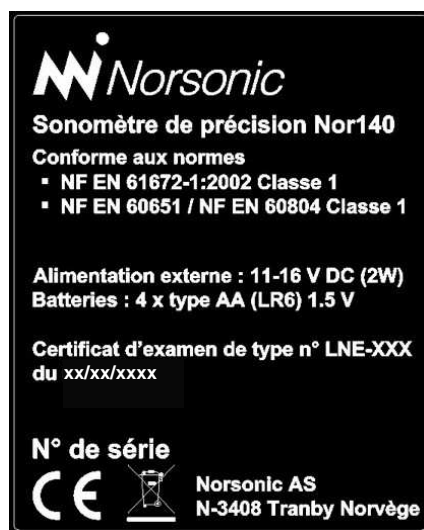 Norsonic
Sonomètre de précision Nor140
Conforme aux normes
▪ NF EN 61672-1:2002 Classe 1
▪ NF EN 60651 / NF EN 60804 Classe 1
Alimentation externe : 11-16 V DC (2W)
Batteries : 4 x type AA (LR6) 1.5 V
Certificat d'examen de type n° LNE-XXX
du xx/xx/xxxx
N° de série
CE
Norsonic AS
N-3408 Tranby Norvège